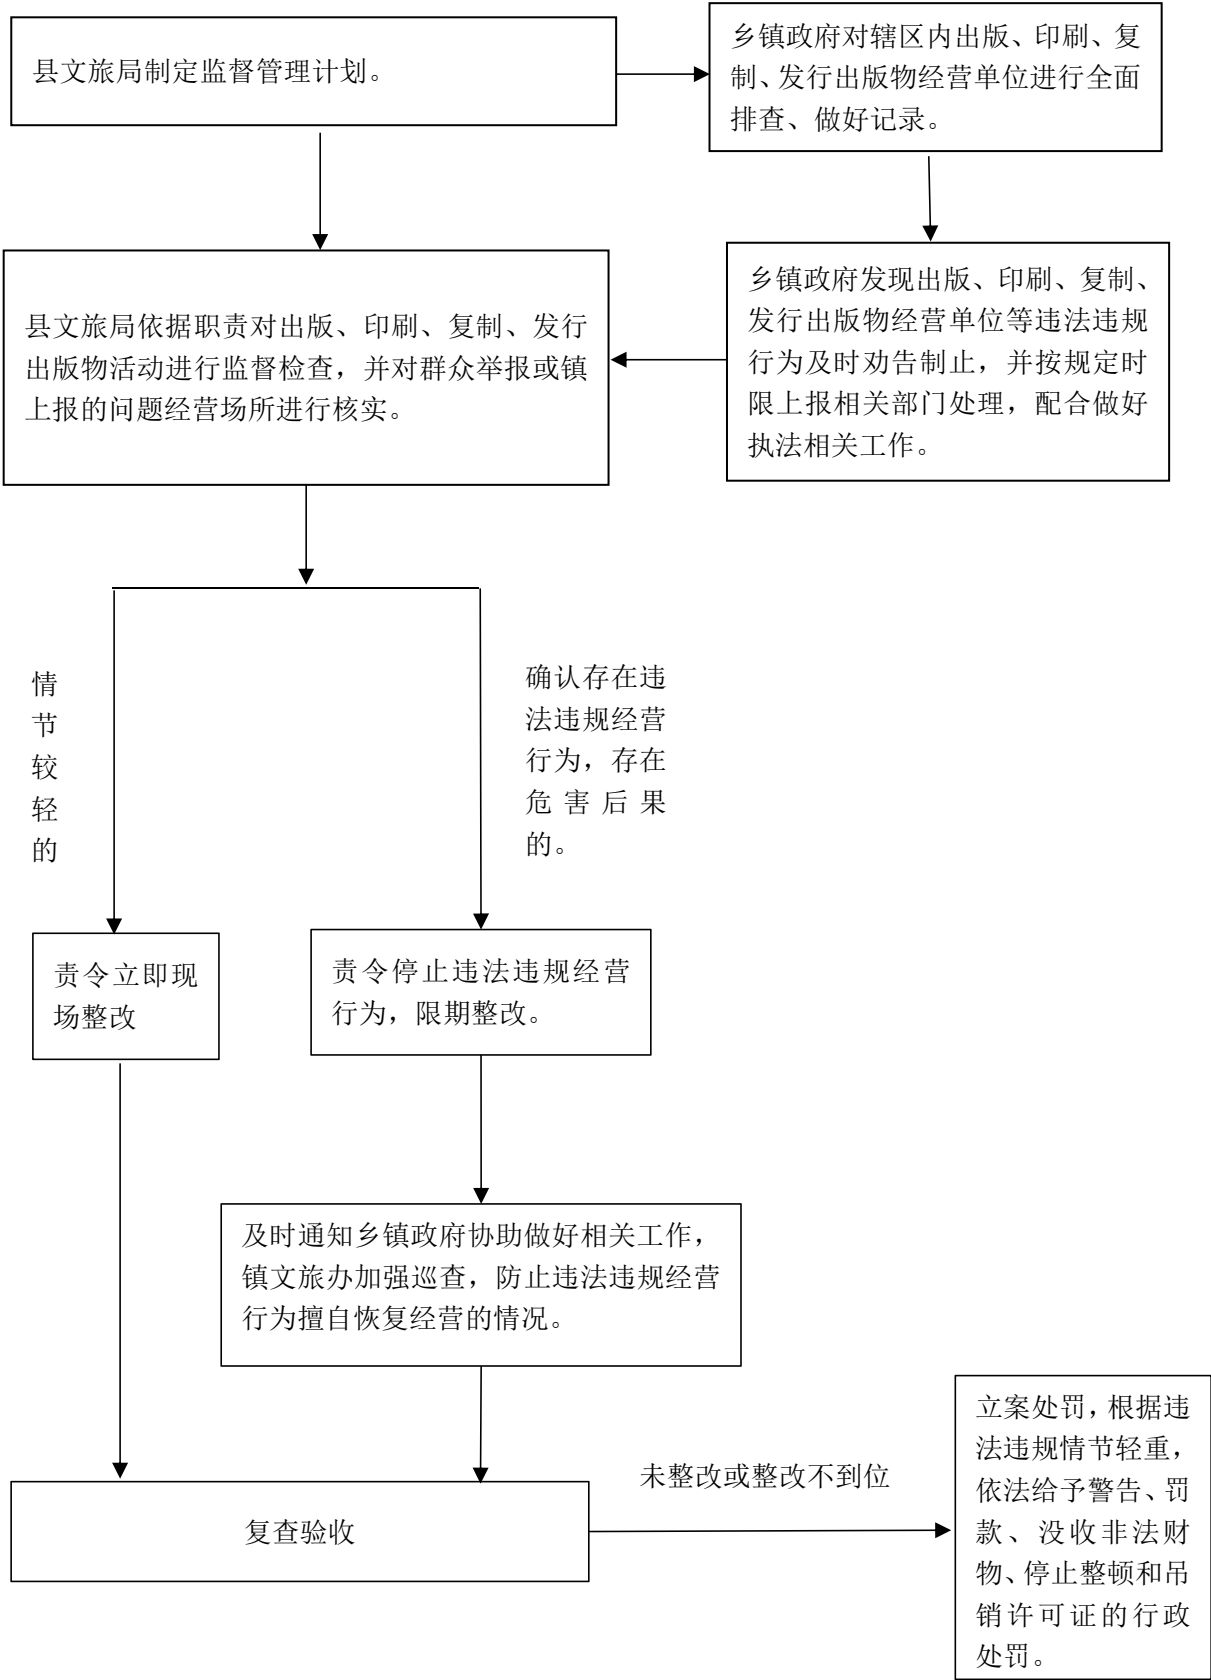 县文旅局制定监督管理计划。
乡镇政府对辖区内出版、印刷、复
制、发行出版物经营单位进行全面
排查、做好记录。
县文旅局依据职责对出版、印刷、复制、发行
出版物活动进行监督检查，并对群众举报或镇
上报的问题经营场所进行核实。
乡镇政府发现出版、印刷、复制、
发行出版物经营单位等违法违规
行为及时劝告制止，并按规定时
限上报相关部门处理，配合做好
执法相关工作。
情
节
较
轻
的
确认存在违
法违规经营
行为，存在
危害后果
的。
责令立即现
场整改
责令停止违法违规经营
行为，限期整改。
及时通知乡镇政府协助做好相关工作，
镇文旅办加强巡查，防止违法违规经营
行为擅自恢复经营的情况。
复查验收
未整改或整改不到位
立案处罚，根据违
法违规情节轻重，
依法给予警告、罚
款、没收非法财
物、停止整顿和吊
销许可证的行政
处罚。